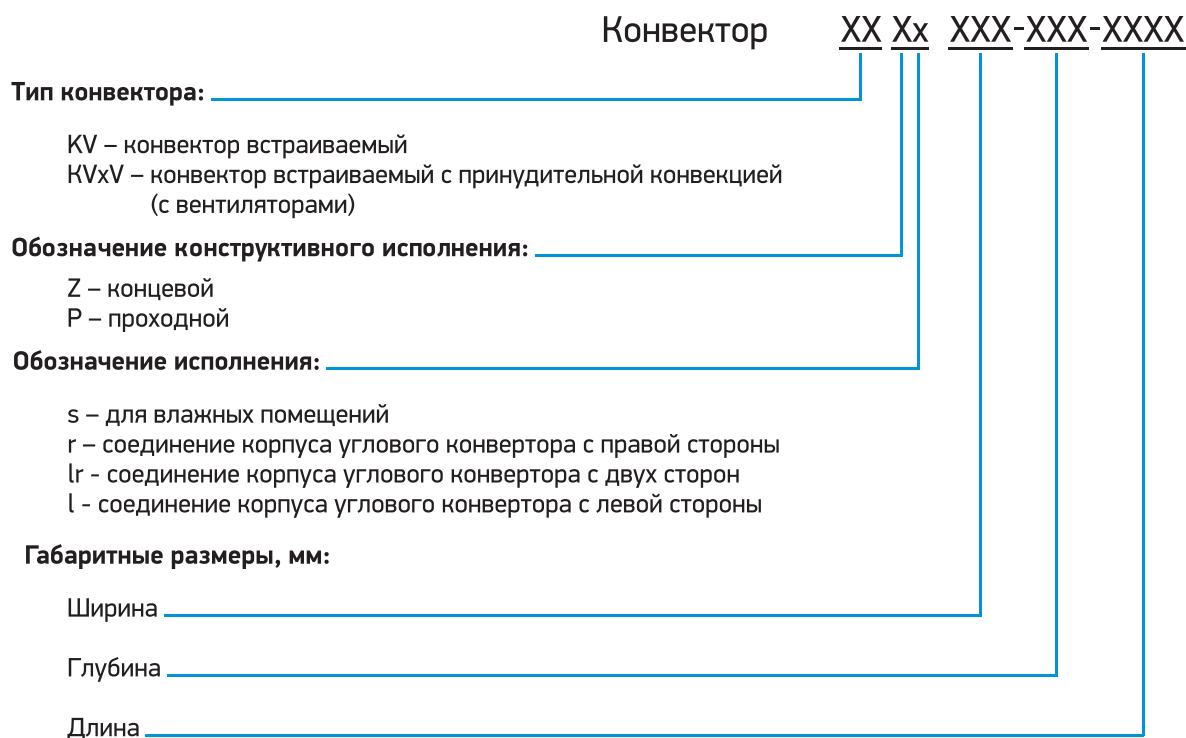 Конвектор XX Xx XXX-XXX-XXXX
Тип конвектора:
KV – конвектор встраиваемый
KVxV – конвектор встраиваемый с принудительной конвекцией
(с вентиляторами)
Обозначение конструктивного исполнения:
Z – концевой
P – проходной
Обозначение исполнения:
s – для влажных помещений
r – соединение корпуса углового конвертора с правой стороны
lr - соединение корпуса углового конвертора с двух сторон
l - соединение корпуса углового конвертора с левой стороны
Габаритные размеры, мм:
Ширина
Глубина
Длина